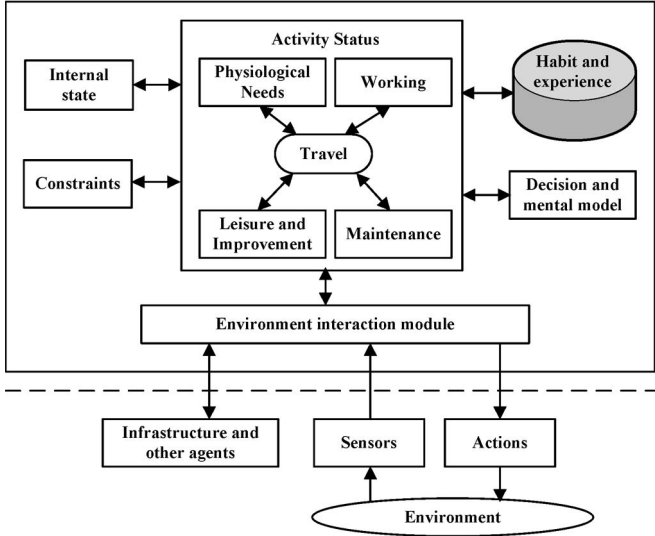 Activity Status
Internal
state
Physiological
Needs
Working
Habit and
experience
Travel
Constraints
Decision and
mental model
Leisure and
Improvement
Maintenance
Environment interaction module
Infrastructure and
other agents
Sensors
Actions
Environment